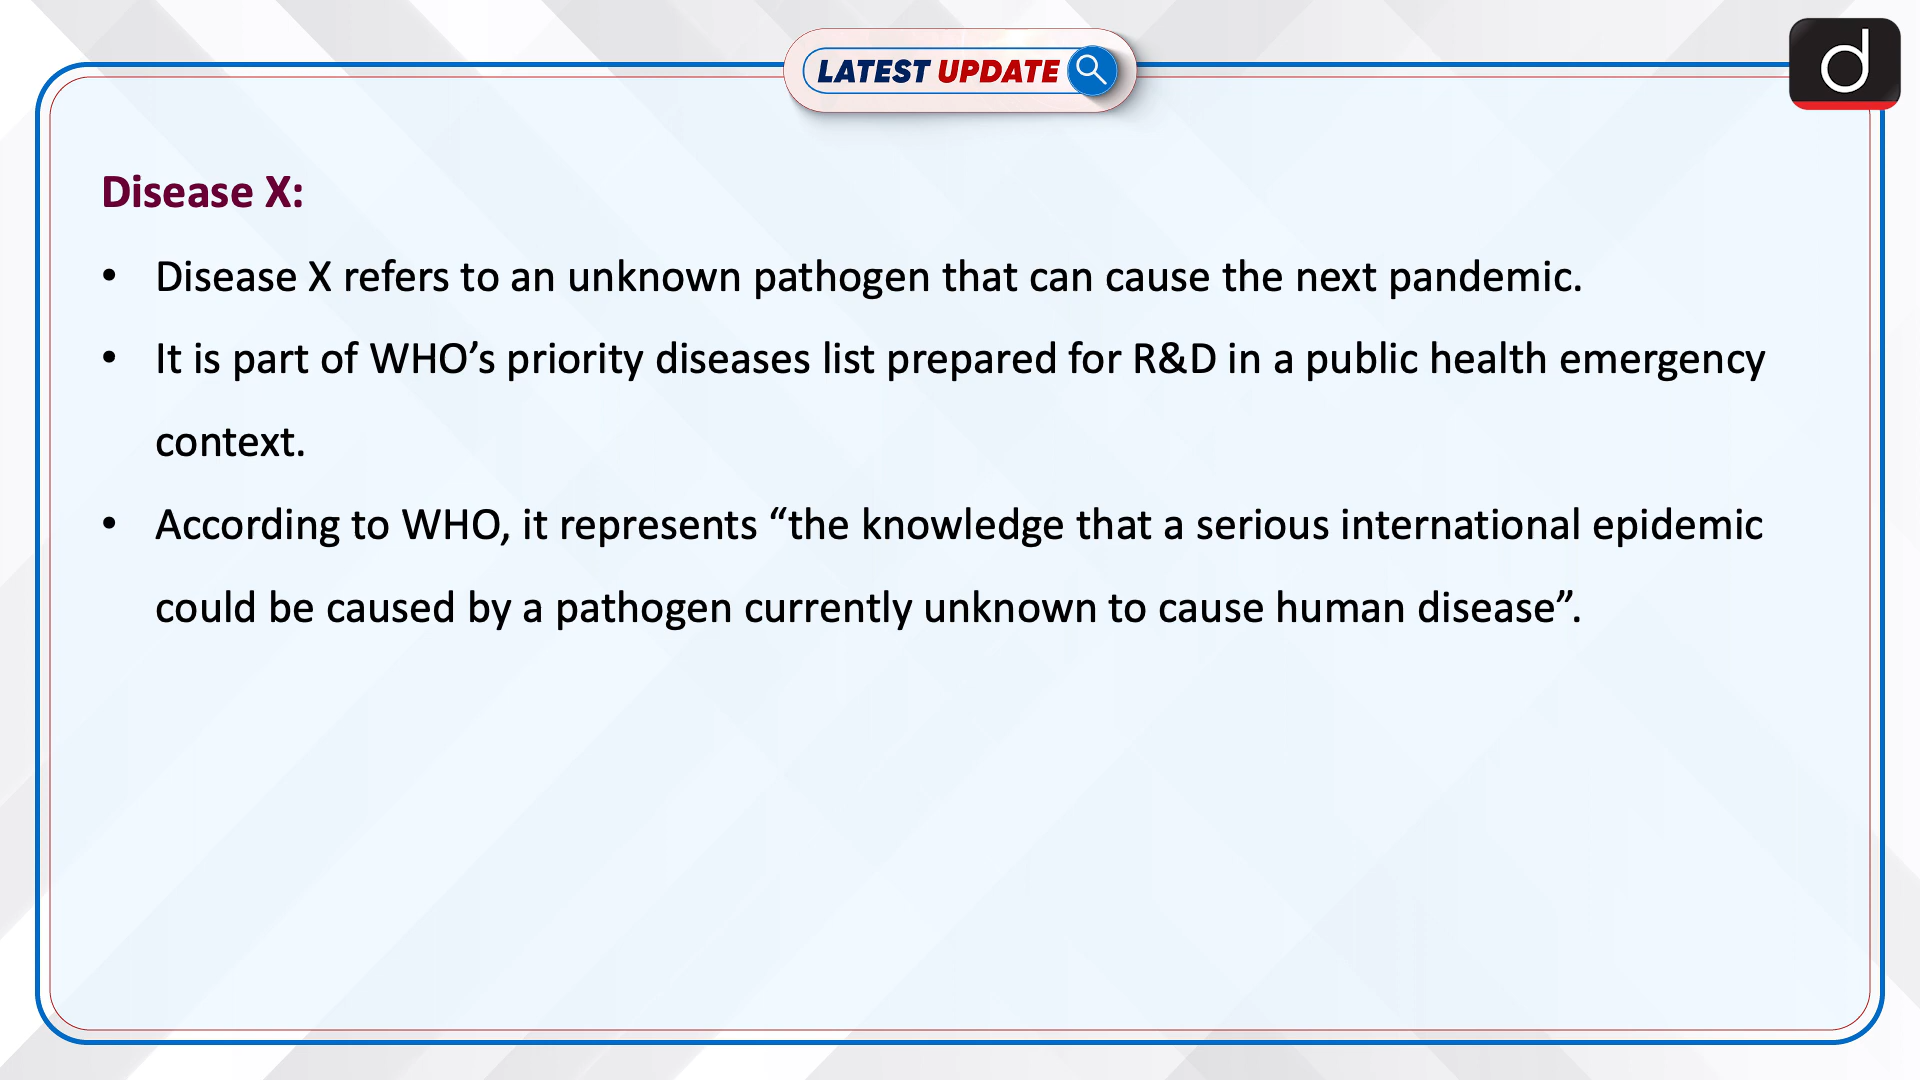 LATEST UPDATE
d
Disease X:
• Disease X refers to an unknown pathogen that can cause the next pandemic.
• It is part of WHO’s priority diseases list prepared for R&D in a public health emergency
context.
• According to WHO, it represents “the knowledge that a serious international epidemic
could be caused by a pathogen currently unknown to cause human disease”.